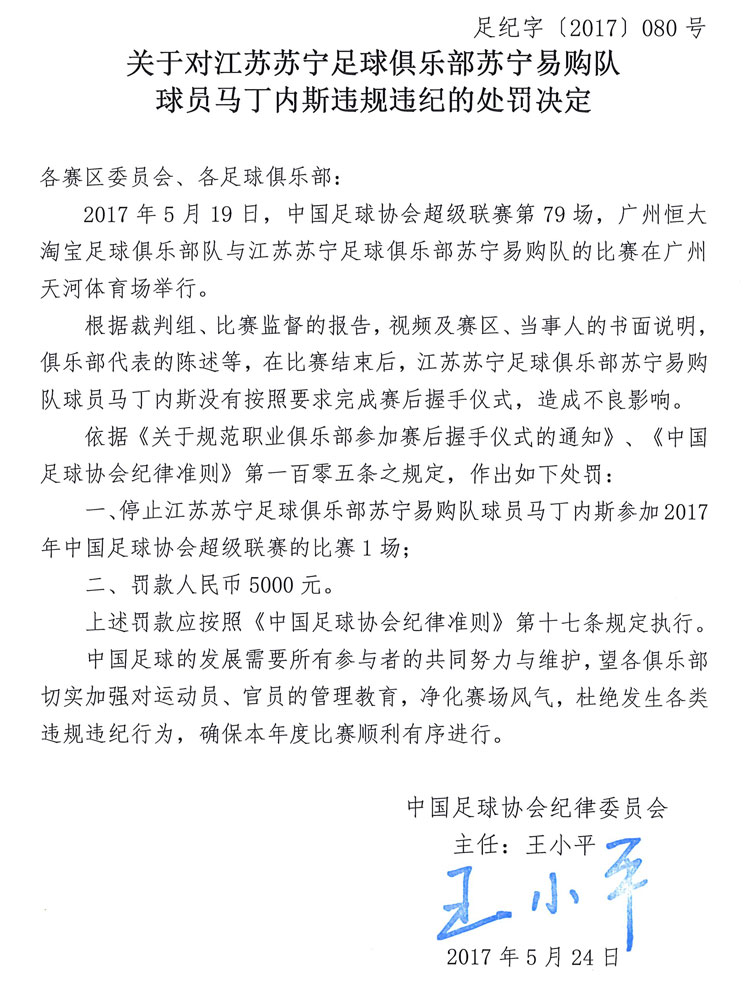 足纪字〔2017〕080 号
关于对江苏苏宁足球俱乐部苏宁易购队
球员马丁内斯违规违纪的处罚决定
各赛区委员会、各足球俱乐部：
2017 年 5 月 19 日，中国足球协会超级联赛第 79 场，广州恒大
淘宝足球俱乐部队与江苏苏宁足球俱乐部苏宁易购队的比赛在广州
天河体育场举行。
根据裁判组、比赛监督的报告，视频及赛区、当事人的书面说明，
俱乐部代表的陈述等，在比赛结束后，江苏苏宁足球俱乐部苏宁易购
队球员马丁内斯没有按照要求完成赛后握手仪式，造成不良影响。
依据《关于规范职业俱乐部参加赛后握手仪式的通知》、《中国
足球协会纪律准则》第一百零五条之规定，作出如下处罚：
一、停止江苏苏宁足球俱乐部苏宁易购队球员马丁内斯参加 2017
年中国足球协会超级联赛的比赛 1 场；
二、罚款人民币 5000 元。
上述罚款应按照《中国足球协会纪律准则》第十七条规定执行。
中国足球的发展需要所有参与者的共同努力与维护，望各俱乐部
切实加强对运动员、官员的管理教育，净化赛场风气，杜绝发生各类
违规违纪行为，确保本年度比赛顺利有序进行。
中国足球协会纪律委员会
主任：王小平
王小平
2017 年 5 月 24 日